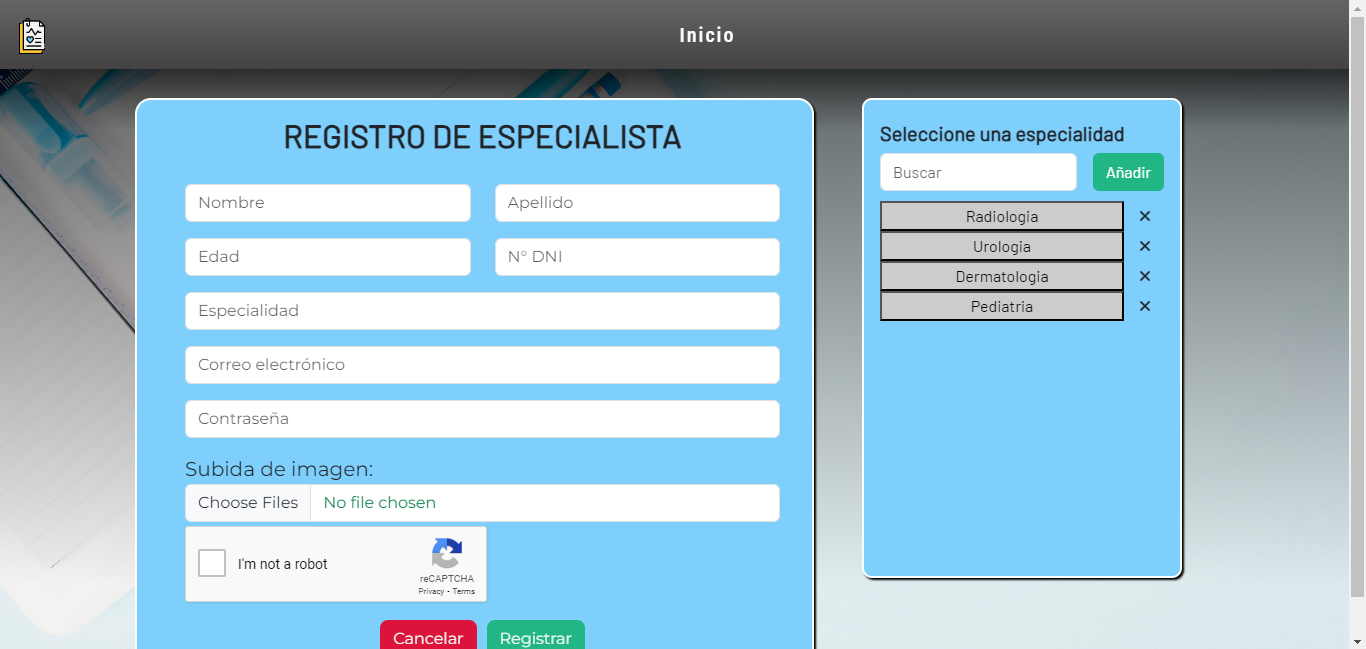 Inicio
REGISTRO DE ESPECIALISTA
Nombre
Apellido
Edad
N° DNI
Especialidad
Correo electrónico
Contraseña
Subida de imagen:
Choose Files No file chosen
I'm not a robot
reCAPTCHA
Privacy - Terms
Cancelar
Registrar
Seleccione una especialidad
Buscar
Añadir
Radiologia ✕
Urologia ✕
Dermatologia ✕
Pediatria ✕